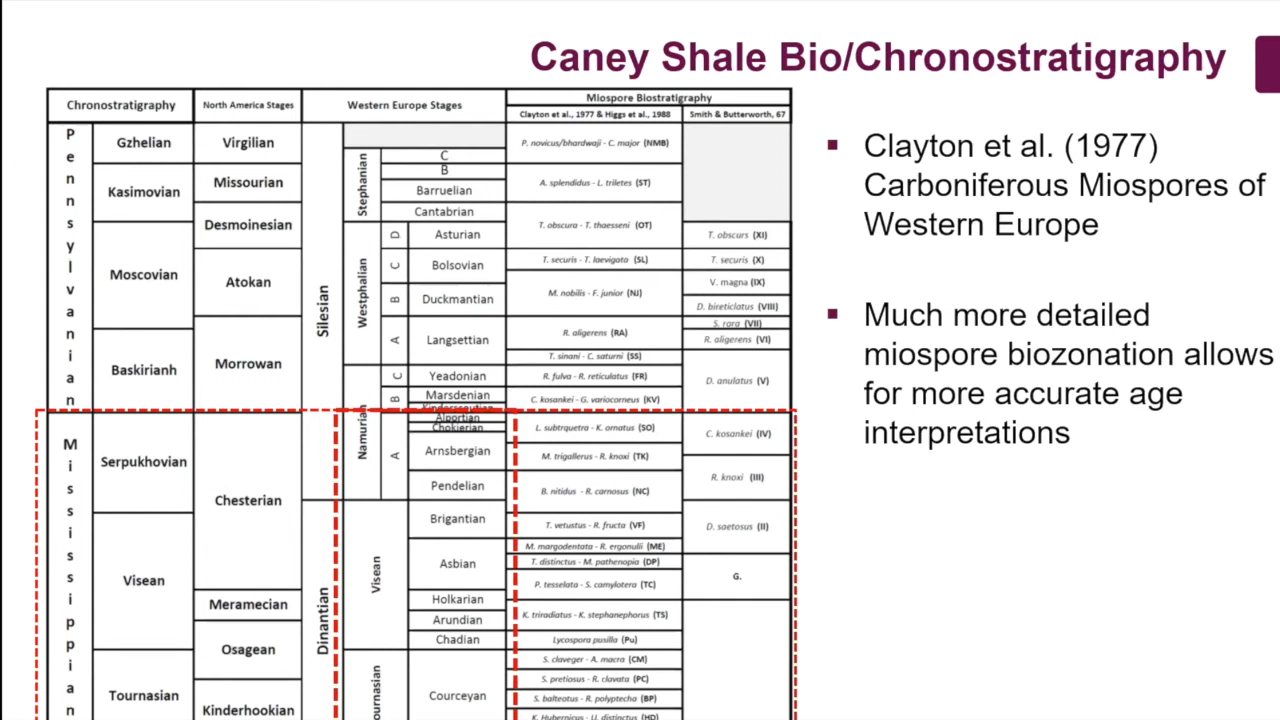 Caney Shale Bio/Chronostratigraphy
Chronostratigraphy
North America Stages
Western Europe Stages
Miospore Biostratigraphy
Clayton et al., 1977 & Higgs et al., 1988
Smith & Butterworth, 67
Pennsylvanian
Gzhelian
Kasimovian
Moscovian
Baskirianh
Mississippian
Serpukhovian
Visean
Tournasian
Virgilian
Missourian
Desmoinesian
Atokan
Morrowan
Chesterian
Meramecian
Osagean
Kinderhookian
Silesian
Dinantian
Stephanian
Westphalian
Namurian
Visean
ournasian
C
B
Barruelian
Cantabrian
D
Asturian
C
Bolsovian
B
Duckmantian
A
Langsettian
C
Yeadonian
B
Marsdenian
Alportian
Chokierian
A
Arnsbergian
Pendelian
Brigantian
Asbian
Holkarian
Arundian
Chadian
Courceyan
P. novicus/bhardwaji - C. major (NMB)
A. splendidus - L. triletes (ST)
T. obscura - T. thaesseni (OT)
T. securis - T. laevigata (SL)
M. nobilis - F. junior (NJ)
R. aligerens (RA)
T. sinani - C. saturni (SS)
R. fulva - R. reticulatus (FR)
C. kosankei - G. variocorneus (KV)
L. subtrquetra - K. ornatus (SO)
M. trigallerus - R. knoxi (TK)
B. nitidus - R. carnosus (NC)
T. vetustus - R. fructa (VF)
M. margodentata - R. ergonulii (ME)
T. distinctus - M. pathenopia (DP)
P. tesselata - S. camylotera (TC)
K. triradiatus - K. stephanephorus (TS)
Lycospora pusilla (Pu)
S. claveger - A. macra (CM)
S. pretiosus - R. clavata (PC)
S. balteotus - R. polyptecha (BP)
K. Hubernicus - U. distinctus (HD)
T. obscurs (XI)
T. securis (X)
V. magna (IX)
D. bireticlatus (VIII)
S. rara (VII)
R. aligerens (VI)
D. anulatus (V)
C. kosankei (IV)
R. knoxi (III)
D. saetosus (II)
G.
Clayton et al. (1977)
Carboniferous Miospores of
Western Europe
Much more detailed
miospore biozonation allows
for more accurate age
interpretations